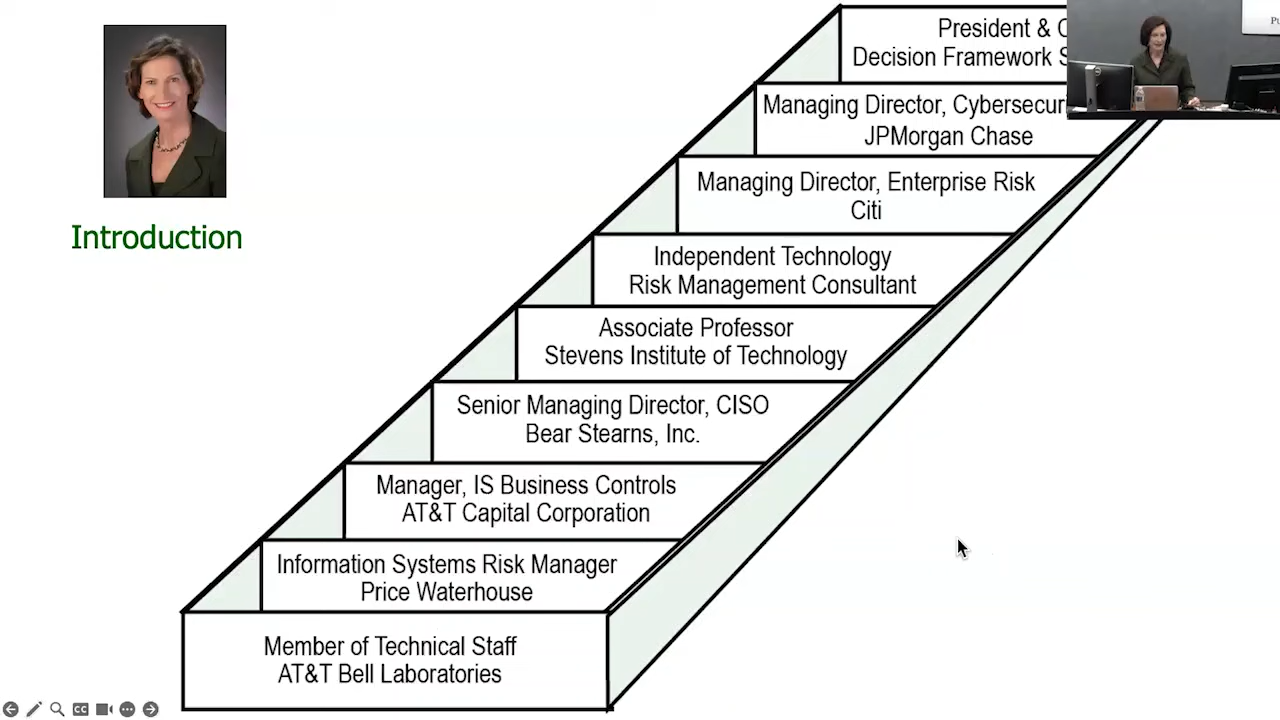 President &
Decision Framework
Managing Director,
JPMorgan Chase
Managing Director, Enterprise Risk
Citi
Independent Technology
Risk Management Consultant
Associate Professor
Stevens Institute of Technology
Senior Managing Director, CISO
Bear Stearns, Inc.
Manager, IS Business Controls
AT&T Capital Corporation
Information Systems Risk Manager
Price Waterhouse
Member of Technical Staff
AT&T Bell Laboratories
Introduction
CC